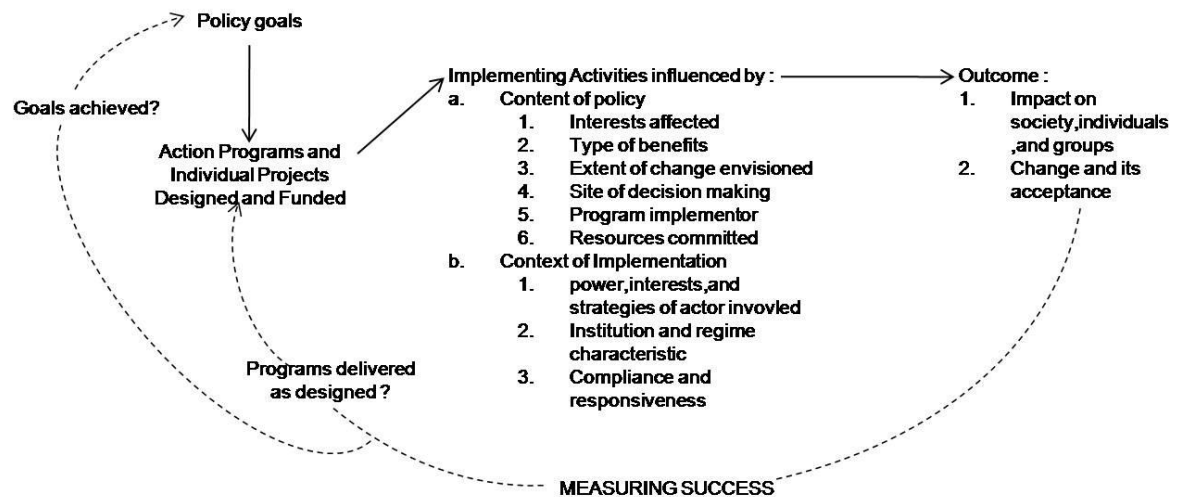 Policy goals
Goals achieved?
Action Programs and
Individual Projects
Designed and Funded
Programs delivered
as designed ?
Implementing Activities influenced by :
a. Content of policy
1. Interests affected
2. Type of benefits
3. Extent of change envisioned
4. Site of decision making
5. Program implementor
6. Resources committed
b. Context of Implementation
1. power,interests,and
strategies of actor invovled
2. Institution and regime
characteristic
3. Compliance and
responsiveness
Outcome :
1. Impact on
society,individuals
,and groups
2. Change and its
acceptance
MEASURING SUCCESS